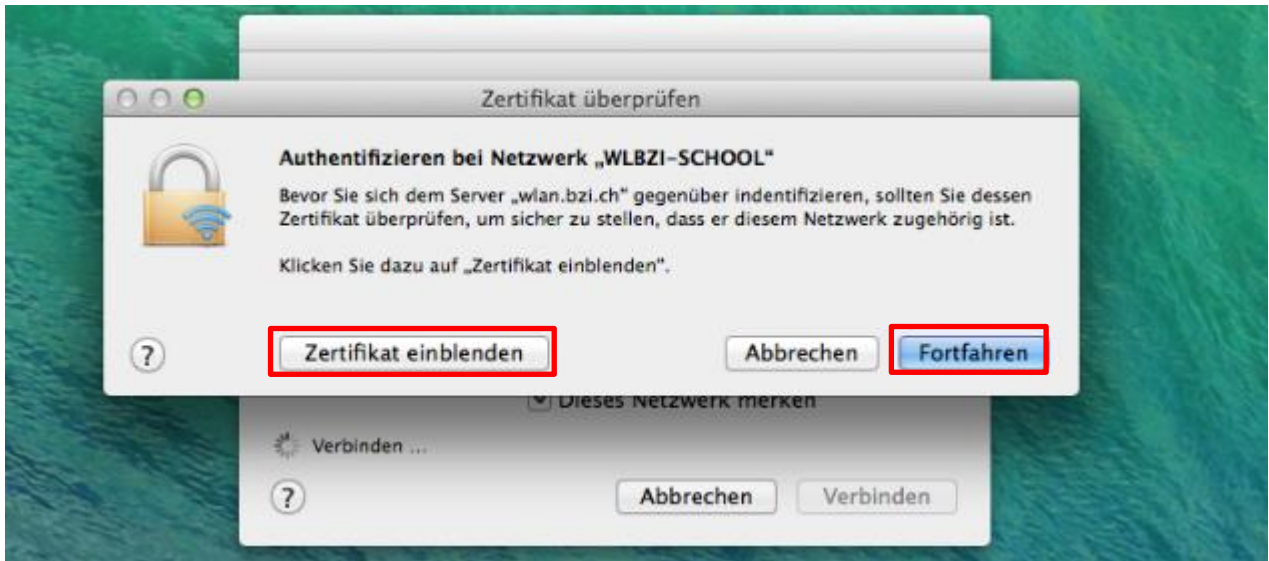 Zertifikat überprüfen
Authentifizieren bei Netzwerk „WLBZI-SCHOOL“
Bevor Sie sich dem Server „wlan.bzi.ch“ gegenüber indentifizieren, sollten Sie dessen
Zertifikat überprüfen, um sicher zu stellen, dass er diesem Netzwerk zugehörig ist.
Klicken Sie dazu auf „Zertifikat einblenden“.
? Zertifikat einblenden Abbrechen Fortfahren
Dieses Netzwerk merken
Verbinden ...
? Abbrechen Verbinden